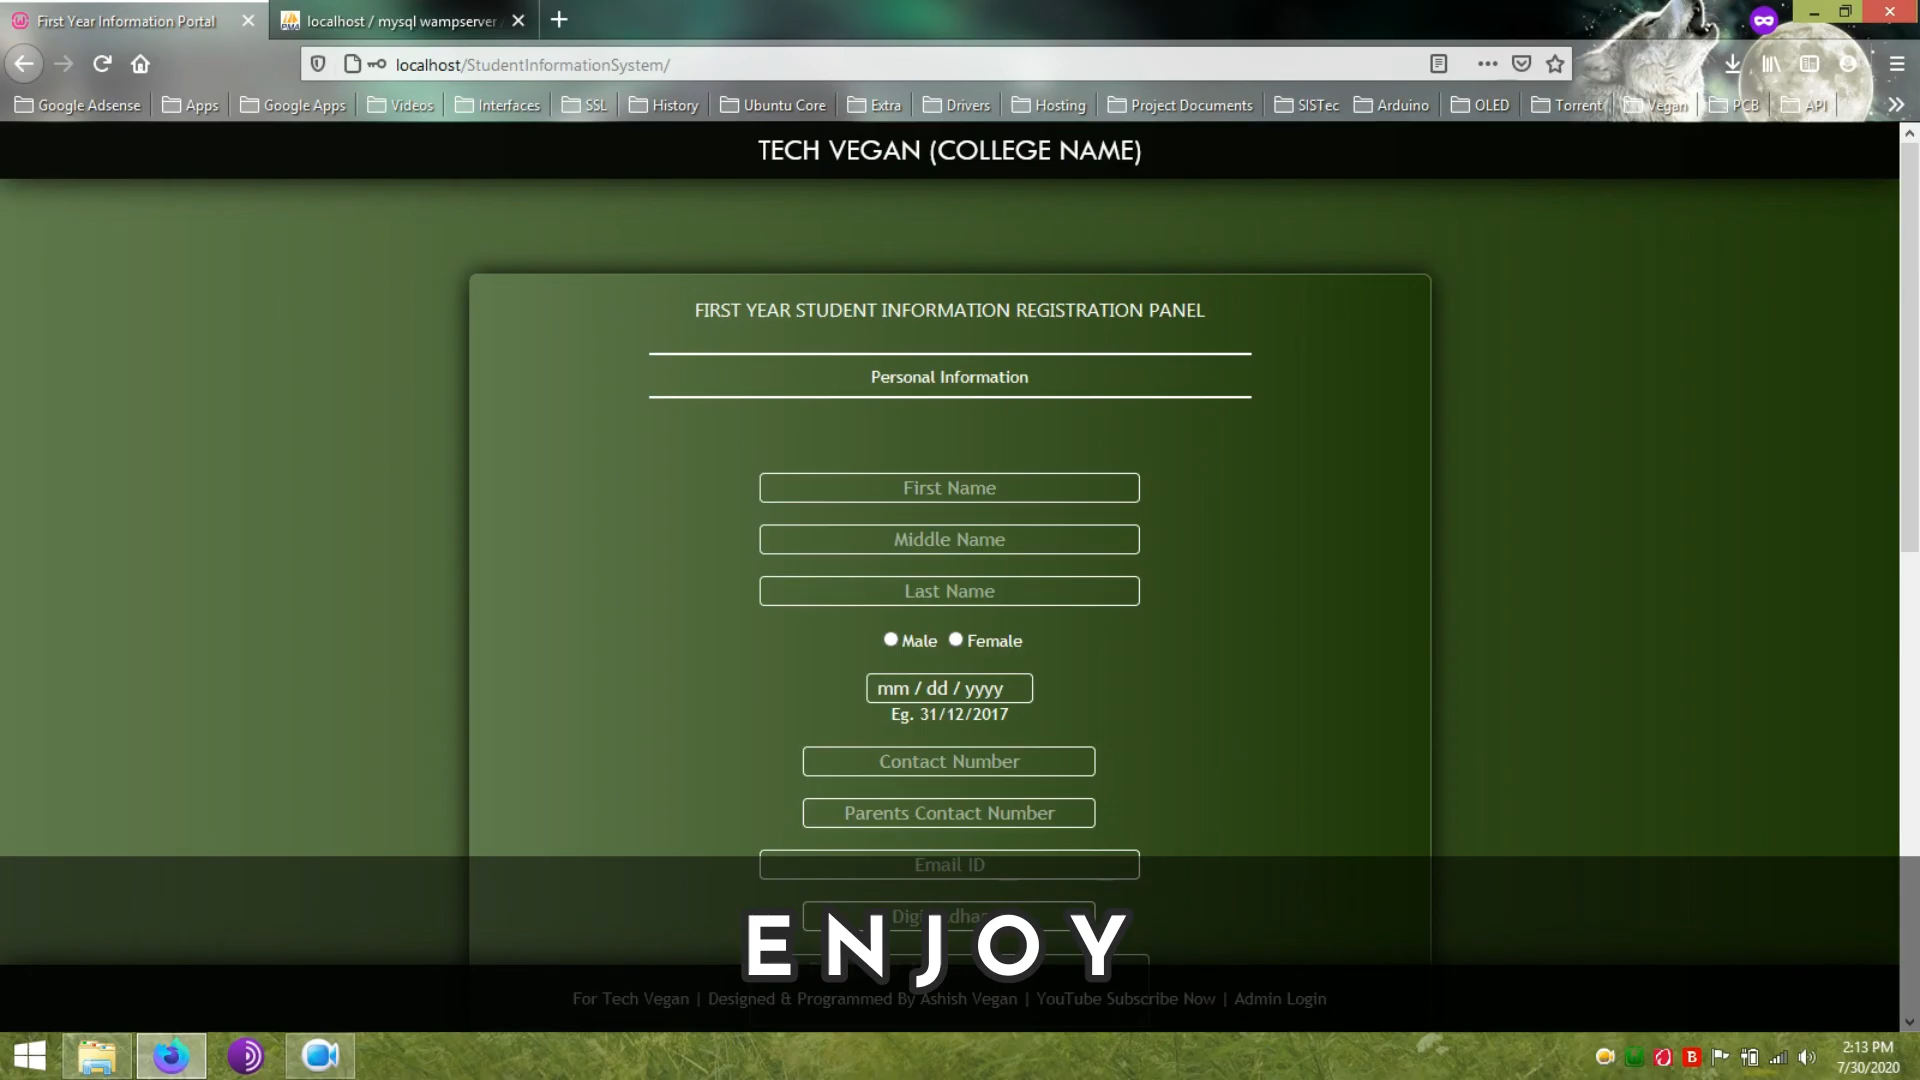 First Year Information Portal
localhost / mysql wampserver
localhost/StudentInformationSystem/
Google Adsense
Apps
Google Apps
Videos
Interfaces
SSL
History
Ubuntu Core
Extra
Drivers
Hosting
Project Documents
SISTec
Arduino
OLED
Torrent
Vegan
PCB
API
TECH VEGAN (COLLEGE NAME)
FIRST YEAR STUDENT INFORMATION REGISTRATION PANEL
Personal Information
First Name
Middle Name
Last Name
Male Female
mm / dd / yyyy
Eg. 31/12/2017
Contact Number
Parents Contact Number
Email ID
ENJOY
For Tech Vegan | Designed & Programmed By Ashish Vegan | YouTube Subscribe Now | Admin Login
2:13 PM
7/30/2020